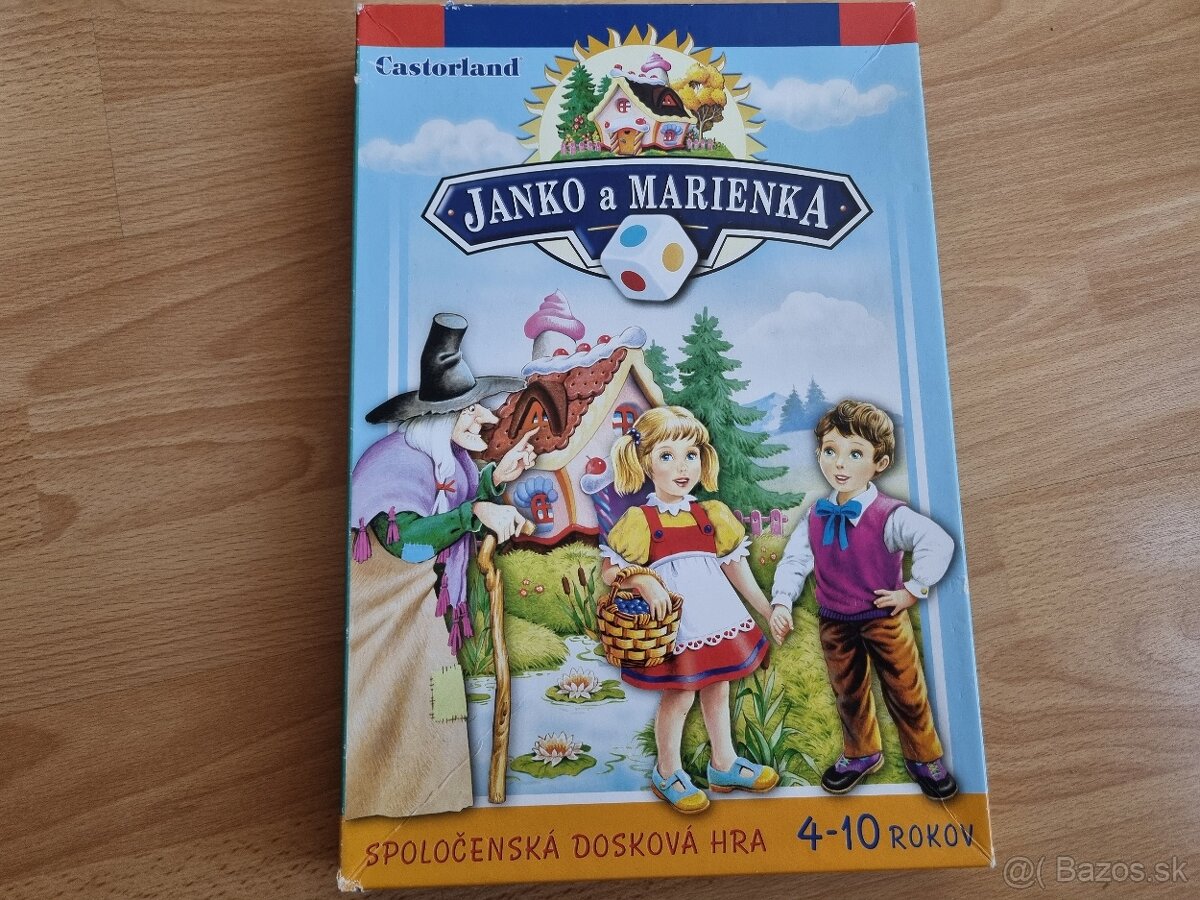 Castorland®
JANKO a MARIENKA
SPOLOČENSKÁ DOSKOVÁ HRA 4-10 ROKOV
@( Bazos.sk